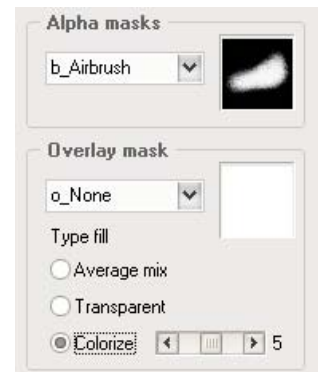 Alpha masks
b_Airbrush
Overlay mask
o_None
Type fill
Average mix
Transparent
Colorize 5